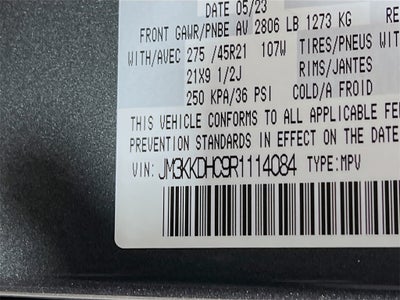 DATE 05/23
FRONT GAWR/PNBE AV 2806 LB 1273 KG
WITH/AVEC 275 /45R21 107W TIRES/PNEUS WIT
21X9 1/2J RIMS/JANTES
250 KPA/36 PSI COLD/A FROID
THIS VEHICLE CONFORMS TO ALL APPLICABLE FE
PREVENTION STANDARDS IN EFFECT ON THE DATE
VIN: JM3KKDHC9R1114084 TYPE:MPV